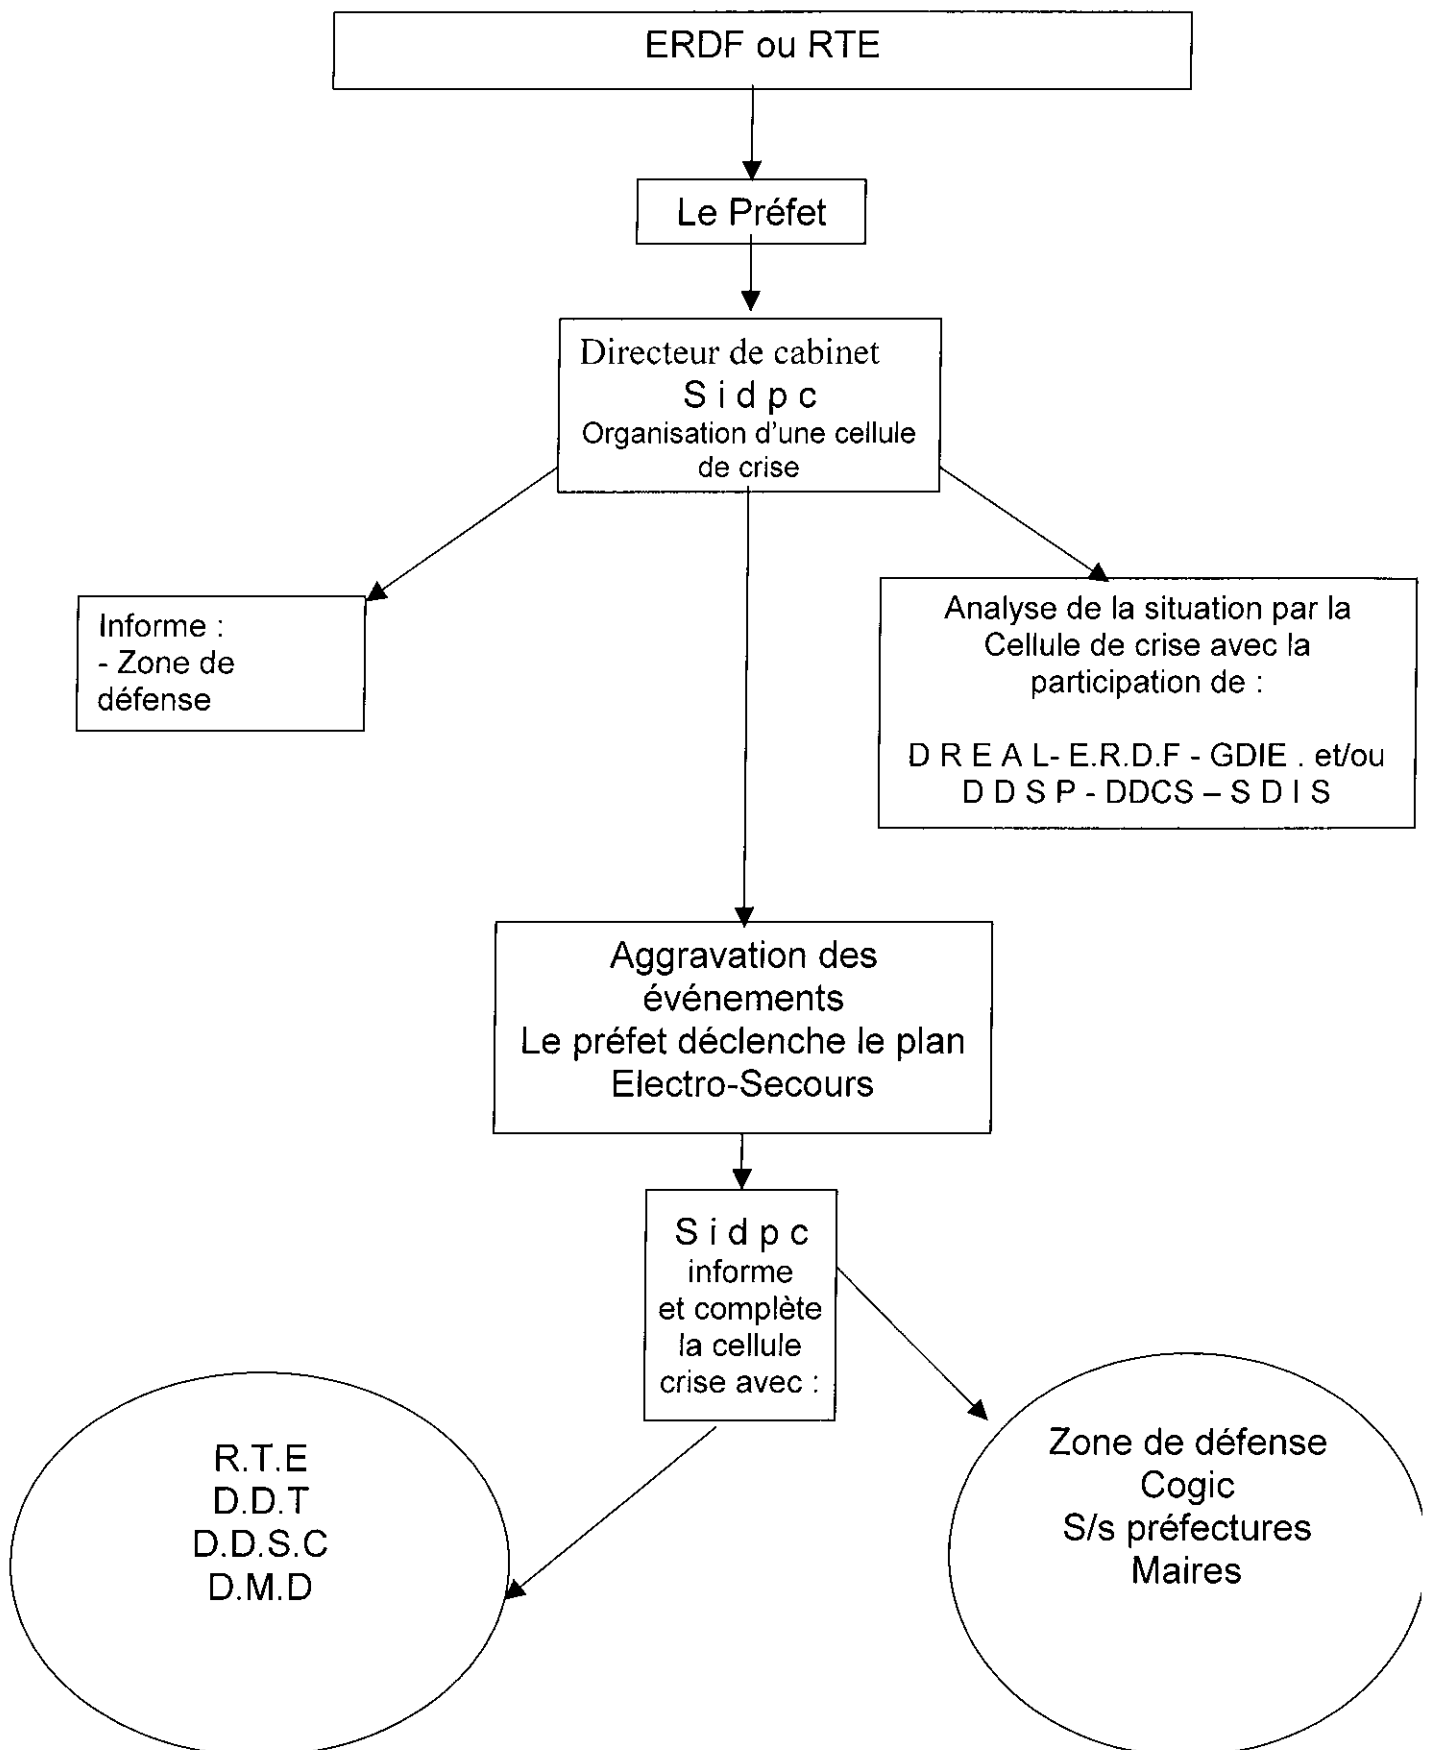 ERDF ou RTE
Le Préfet
Directeur de cabinet
S i d p c
Organisation d'une cellule
de crise
Informe :
- Zone de
défense
Analyse de la situation par la
Cellule de crise avec la
participation de :
D R E A L- E.R.D.F - GDIE . et/ou
D D S P - DDCS – S D I S
Aggravation des
événements
Le préfet déclenche le plan
Electro-Secours
S i d p c
informe
et complète
la cellule
crise avec :
R.T.E
D.D.T
D.D.S.C
D.M.D
Zone de défense
Cogic
S/s préfectures
Maires